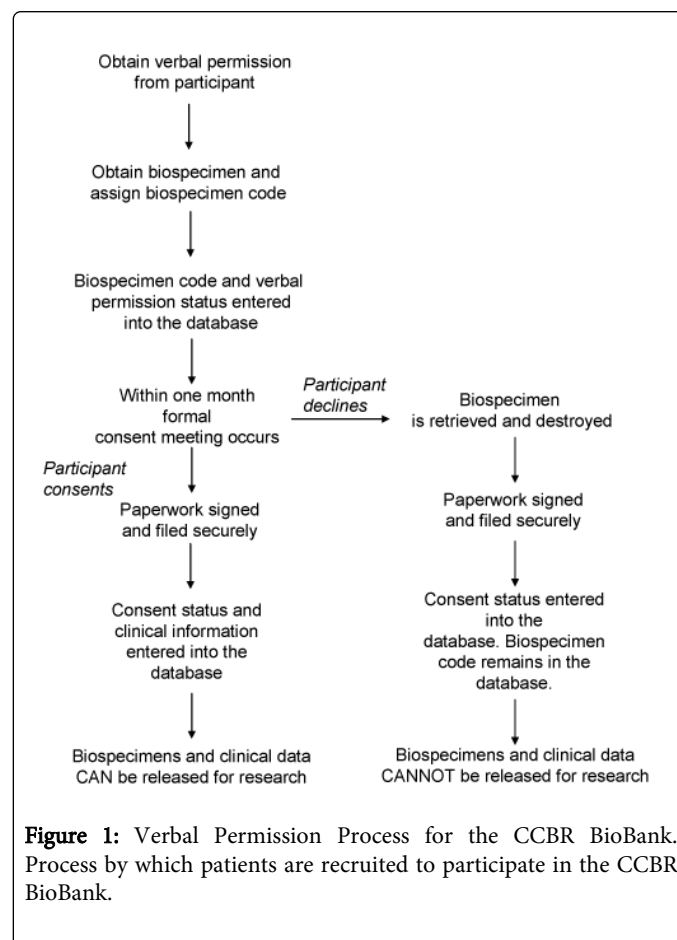 Obtain verbal permission
from participant
Obtain biospecimen and
assign biospecimen code
Biospecimen code and verbal
permission status entered
into the database
Within one month
formal
consent meeting occurs
Participant
declines
Biospecimen
is retrieved and destroyed
Participant
consents
Paperwork signed
and filed securely
Paperwork signed
and filed securely
Consent status and
clinical information
entered into the
database
Consent status entered
into the
database. Biospecimen
code remains in the
database.
Biospecimens and clinical data
CAN be released for research
Biospecimens and clinical data
CANNOT be released for research
Figure 1: Verbal Permission Process for the CCBR BioBank.
Process by which patients are recruited to participate in the CCBR
BioBank.